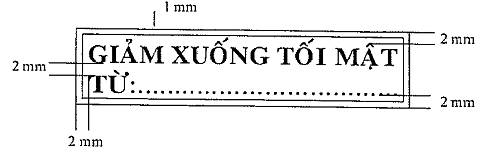 1 mm
2 mm
GIẢM XUỐNG TỐI MẬT
2 mm
TỪ:................................
2 mm
2 mm